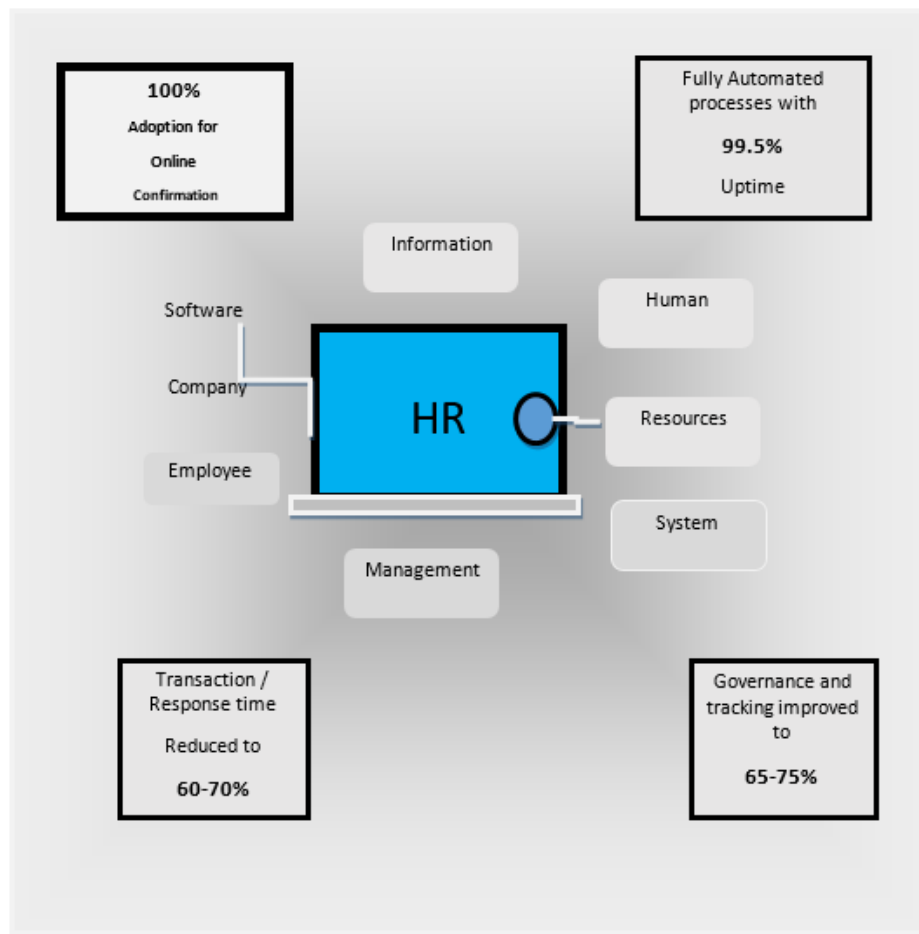 100%
Adoption for
Online
Confirmation
Fully Automated
processes with
99.5%
Uptime
Information
Human
Software
Company
HR
Resources
Employee
System
Management
Transaction /
Response time
Reduced to
60-70%
Governance and
tracking improved
to
65-75%